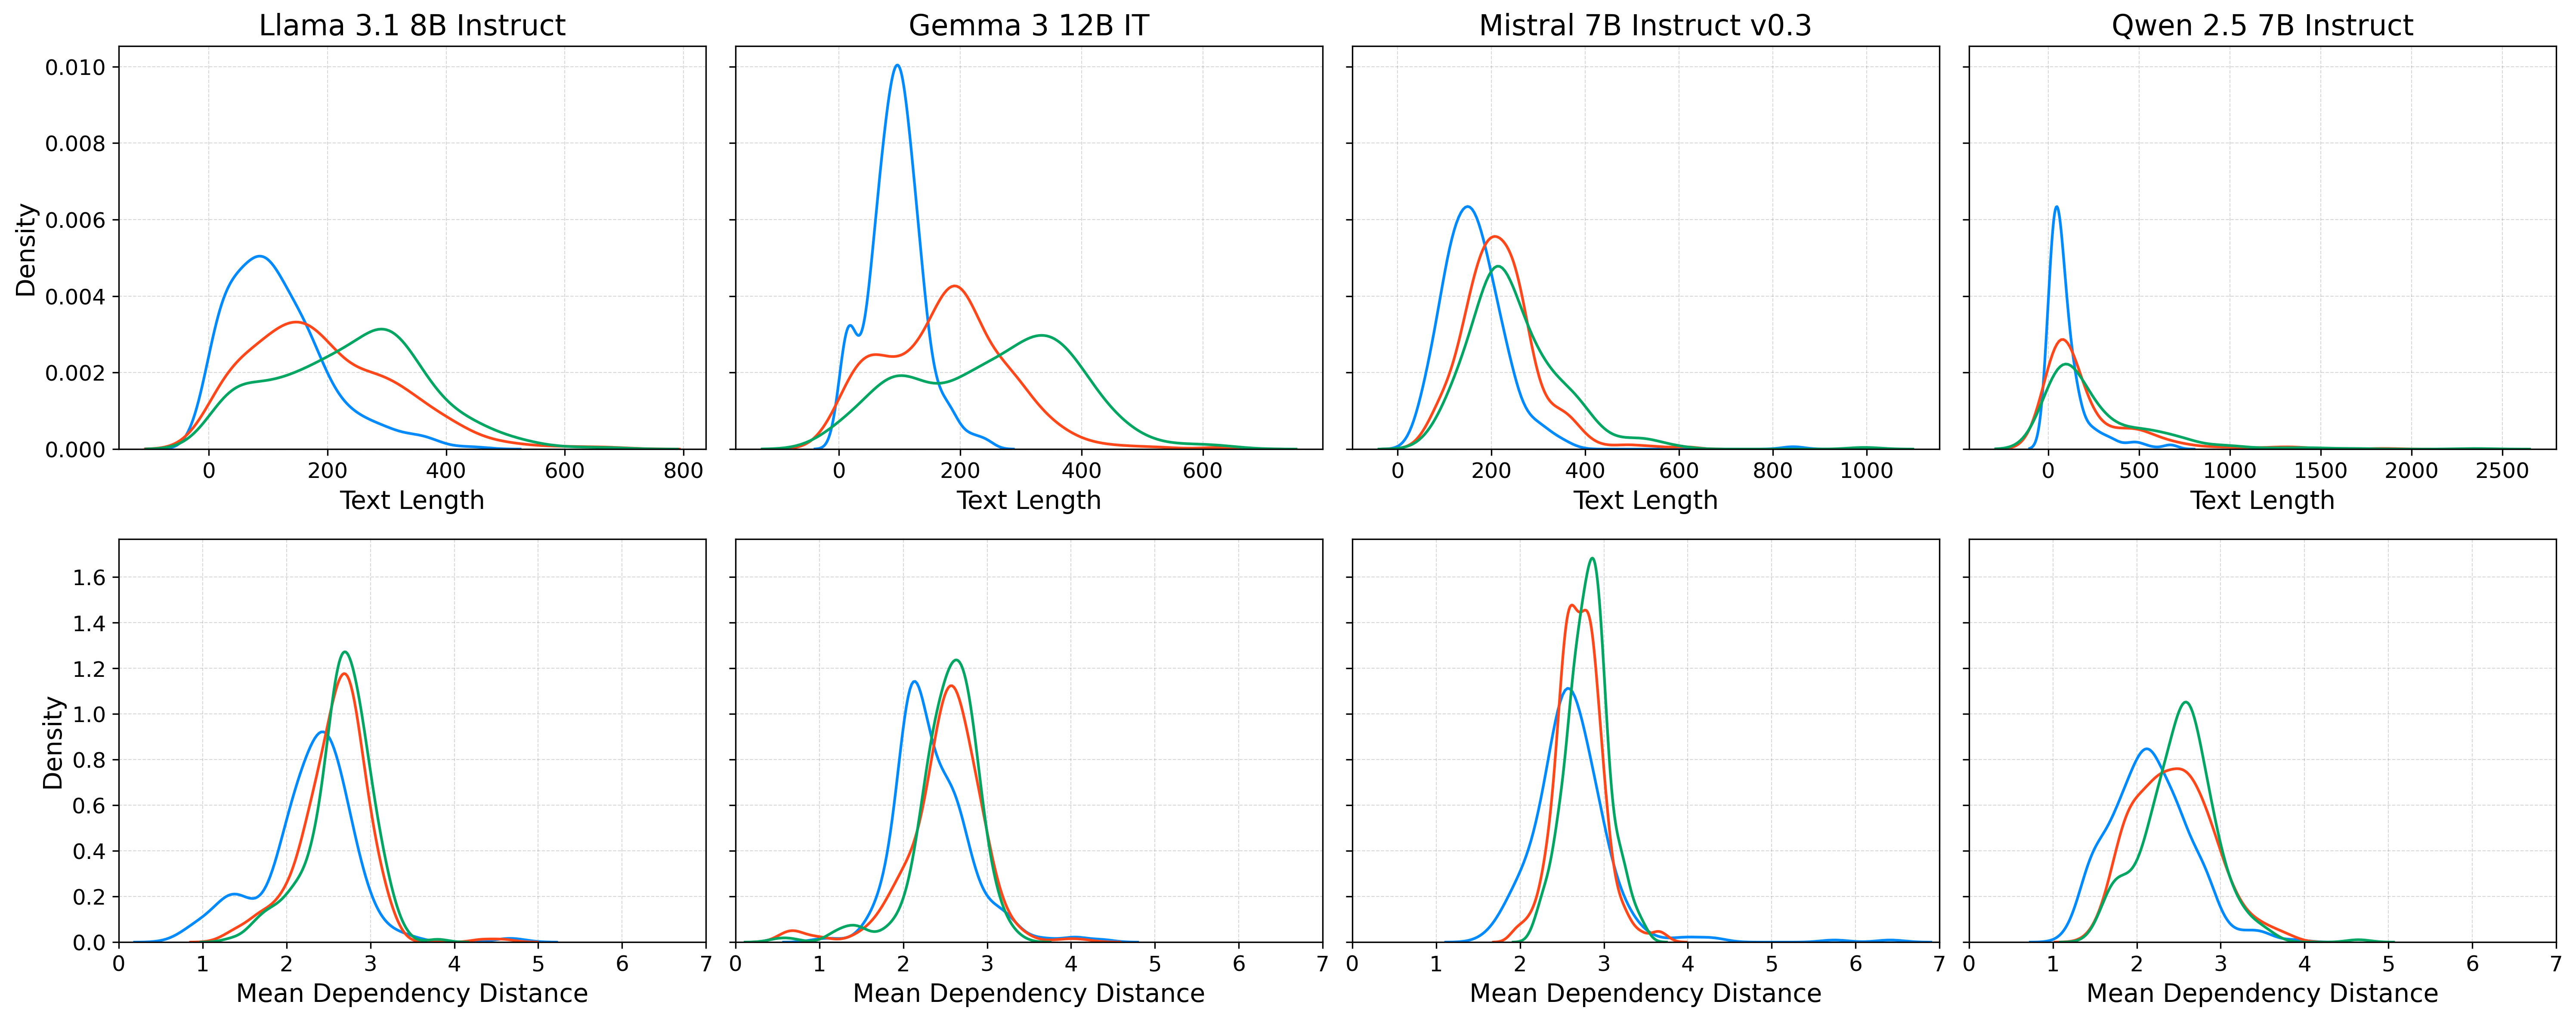 Llama 3.1 8B Instruct
Gemma 3 12B IT
Mistral 7B Instruct v0.3
Qwen 2.5 7B Instruct
0.010
0.008
0.006
0.004
0.002
0.000
Density
0 200 400 600 800
0 200 400 600
0 200 400 600 800 1000
0 500 1000 1500 2000 2500
Text Length
Text Length
Text Length
Text Length
1.6
1.4
1.2
1.0
0.8
0.6
0.4
0.2
0.0
Density
0 1 2 3 4 5 6 7
0 1 2 3 4 5 6 7
0 1 2 3 4 5 6 7
0 1 2 3 4 5 6 7
Mean Dependency Distance
Mean Dependency Distance
Mean Dependency Distance
Mean Dependency Distance